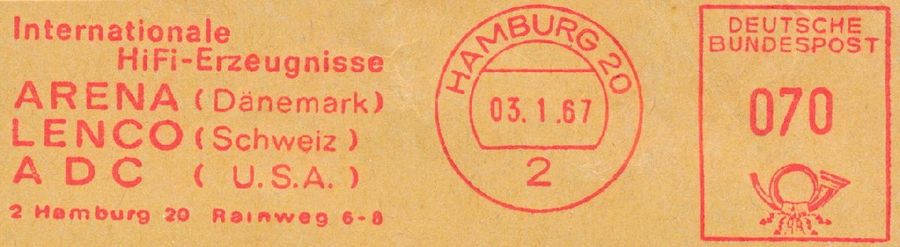 Internationale
HiFi-Erzeugnisse
ARENA (Dänemark)
LENCO (Schweiz)
ADC (U.S.A.)
2 Hamburg 20 Rainweg 6-8
HAMBURG 20
03.1.67
2
DEUTSCHE
BUNDESPOST
070